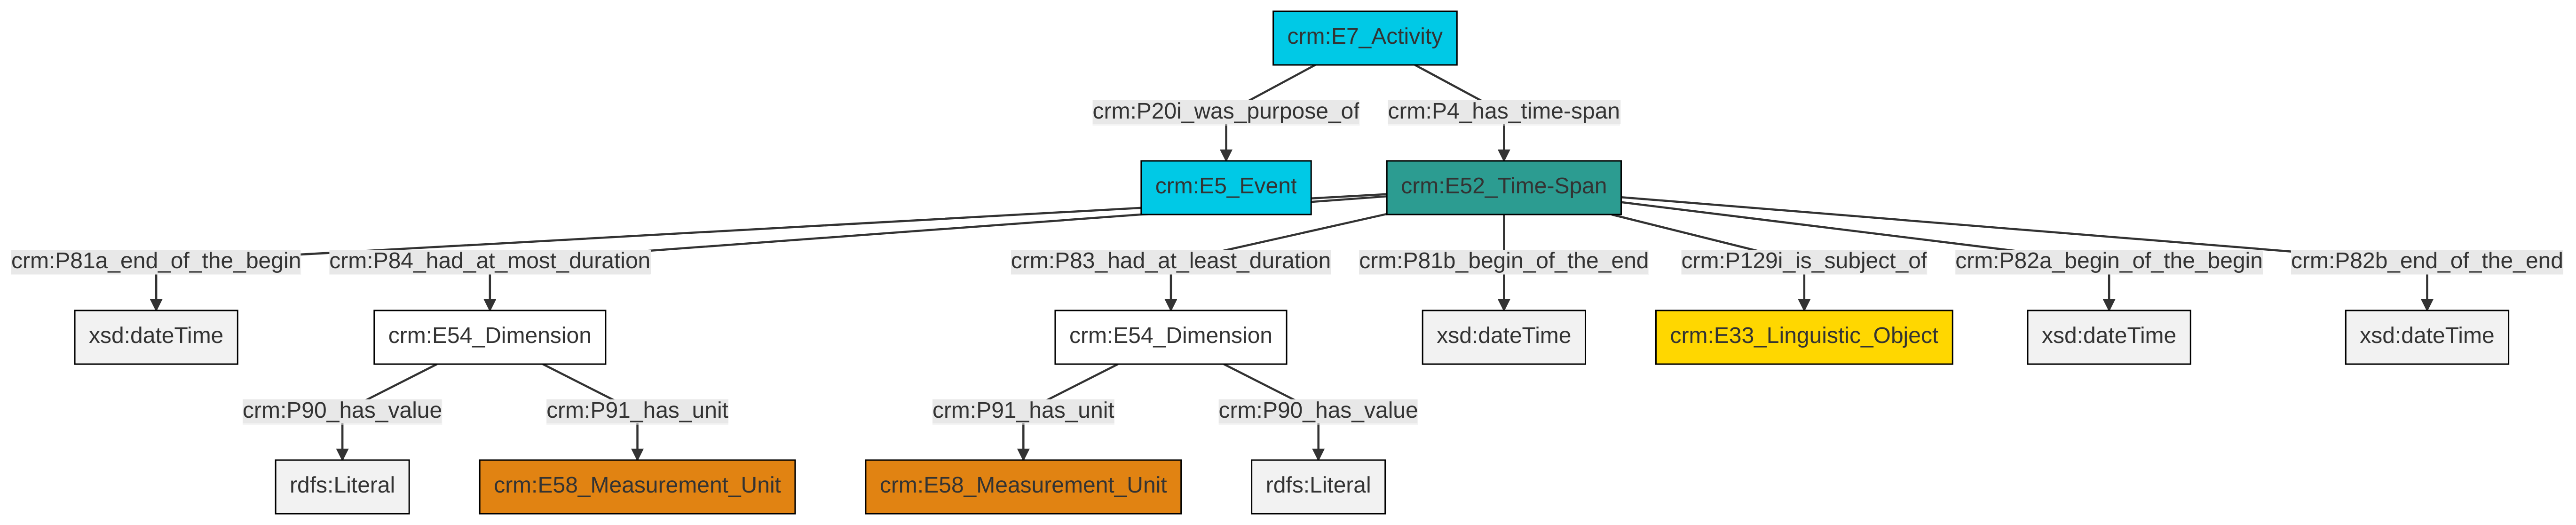 crm:E7_Activity
crm:P20i_was_purpose_of
crm:P4_has_time-span
crm:E5_Event
crm:E52_Time-Span
crm:P81a_end_of_the_begin
crm:P84_had_at_most_duration
crm:P83_had_at_least_duration
crm:P81b_begin_of_the_end
crm:P129i_is_subject_of
crm:P82a_begin_of_the_begin
crm:P82b_end_of_the_end
xsd:dateTime
crm:E54_Dimension
crm:E54_Dimension
xsd:dateTime
crm:E33_Linguistic_Object
xsd:dateTime
xsd:dateTime
crm:P90_has_value
crm:P91_has_unit
crm:P91_has_unit
crm:P90_has_value
rdfs:Literal
crm:E58_Measurement_Unit
crm:E58_Measurement_Unit
rdfs:Literal